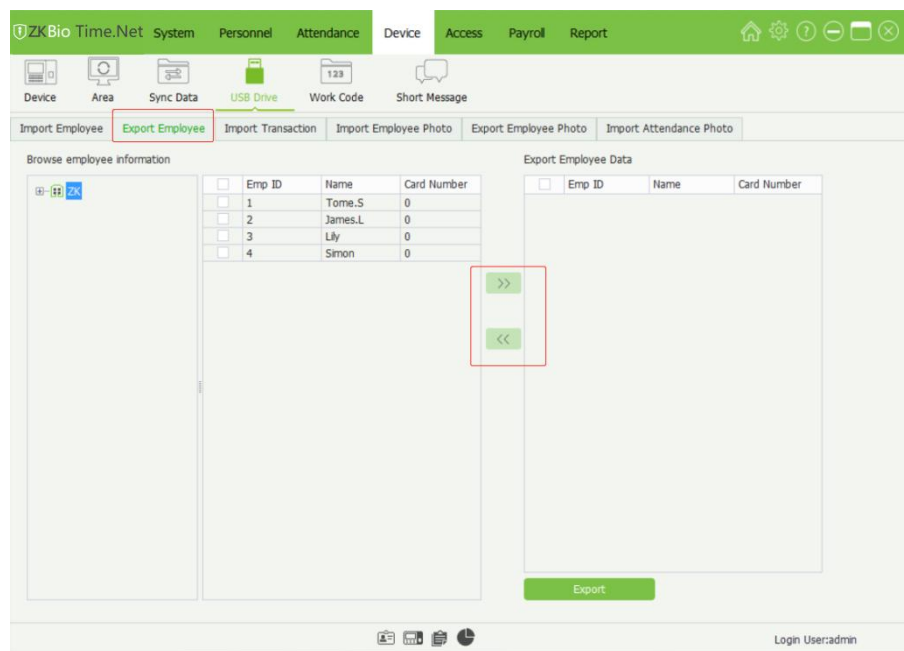 ZKBio Time.Net System Personnel Attendance Device Access Payroll Report
Device Area Sync Data USB Drive Work Code Short Message
123
Import Employee Export Employee Import Transaction Import Employee Photo Export Employee Photo Import Attendance Photo
Browse employee information Export Employee Data
ZK
Emp ID Name Card Number Emp ID Name Card Number
1 Tome.S 0
2 James.L 0
3 Lily 0
4 Simon 0
>>
<<
Export
Login User:admin